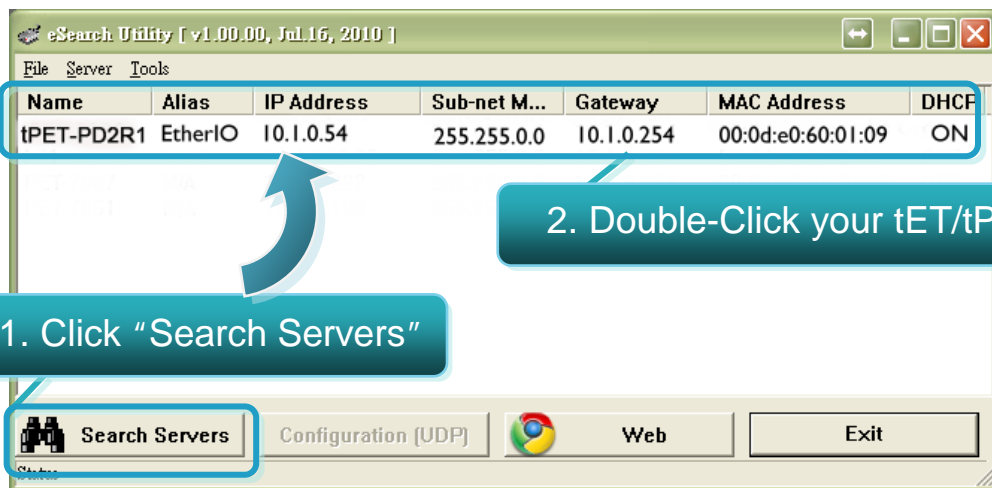 eSearch Utility [ v1.00.00, Jul.16, 2010 ]
File Server Tools
Name Alias IP Address Sub-net M... Gateway MAC Address DHCP
tPET-PD2R1 EtherIO 10.1.0.54 255.255.0.0 10.1.0.254 00:0d:e0:60:01:09 ON
2. Double-Click your tET/tP
1. Click “Search Servers”
Search Servers Configuration (UDP) Web Exit
Status